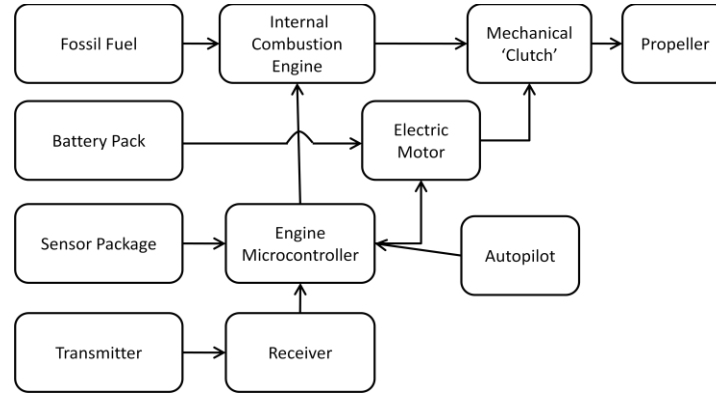 Fossil Fuel
Internal
Combustion
Engine
Mechanical
‘Clutch’
Propeller
Battery Pack
Electric
Motor
Sensor Package
Engine
Microcontroller
Autopilot
Transmitter
Receiver